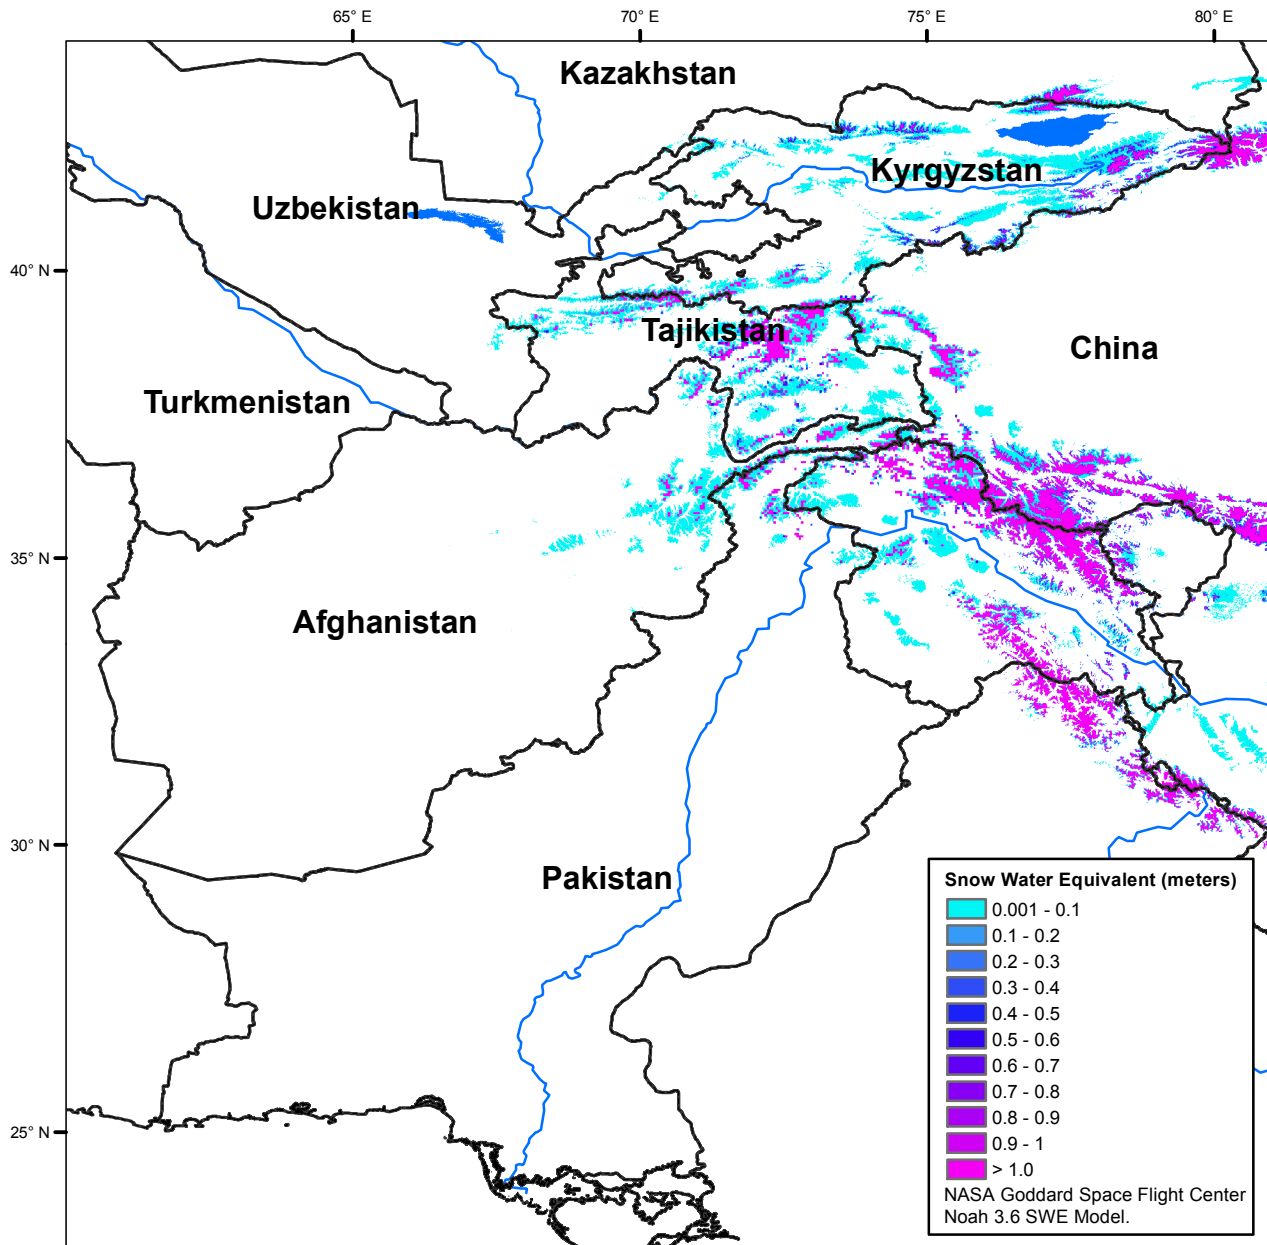 65° E
70° E
75° E
80° E
Kazakhstan
Kyrgyzstan
Uzbekistan
40° N
Tajikistan
China
Turkmenistan
35° N
Afghanistan
30° N
Pakistan
25° N
Snow Water Equivalent (meters)
0.001 - 0.1
0.1 - 0.2
0.2 - 0.3
0.3 - 0.4
0.4 - 0.5
0.5 - 0.6
0.6 - 0.7
0.7 - 0.8
0.8 - 0.9
0.9 - 1
> 1.0
NASA Goddard Space Flight Center
Noah 3.6 SWE Model.